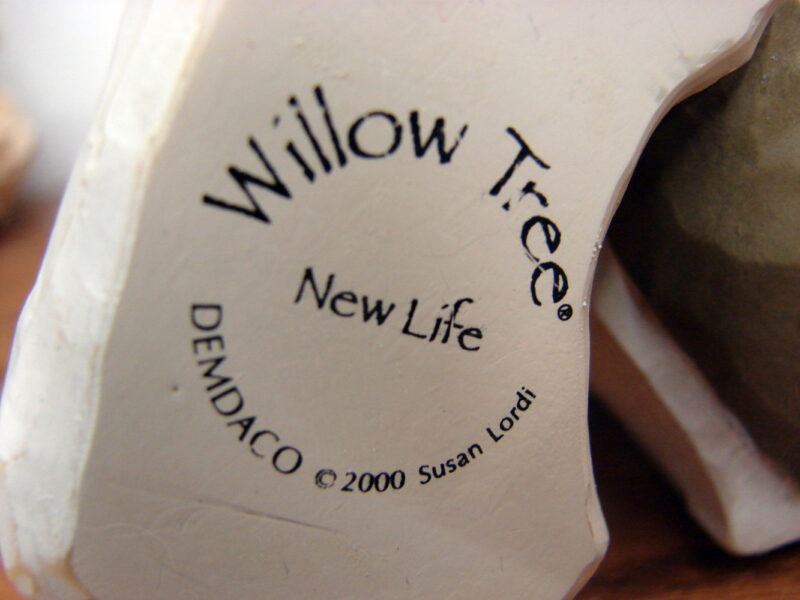 Willow Tree®
New Life
DEMDACO ©2000 Susan Lordi